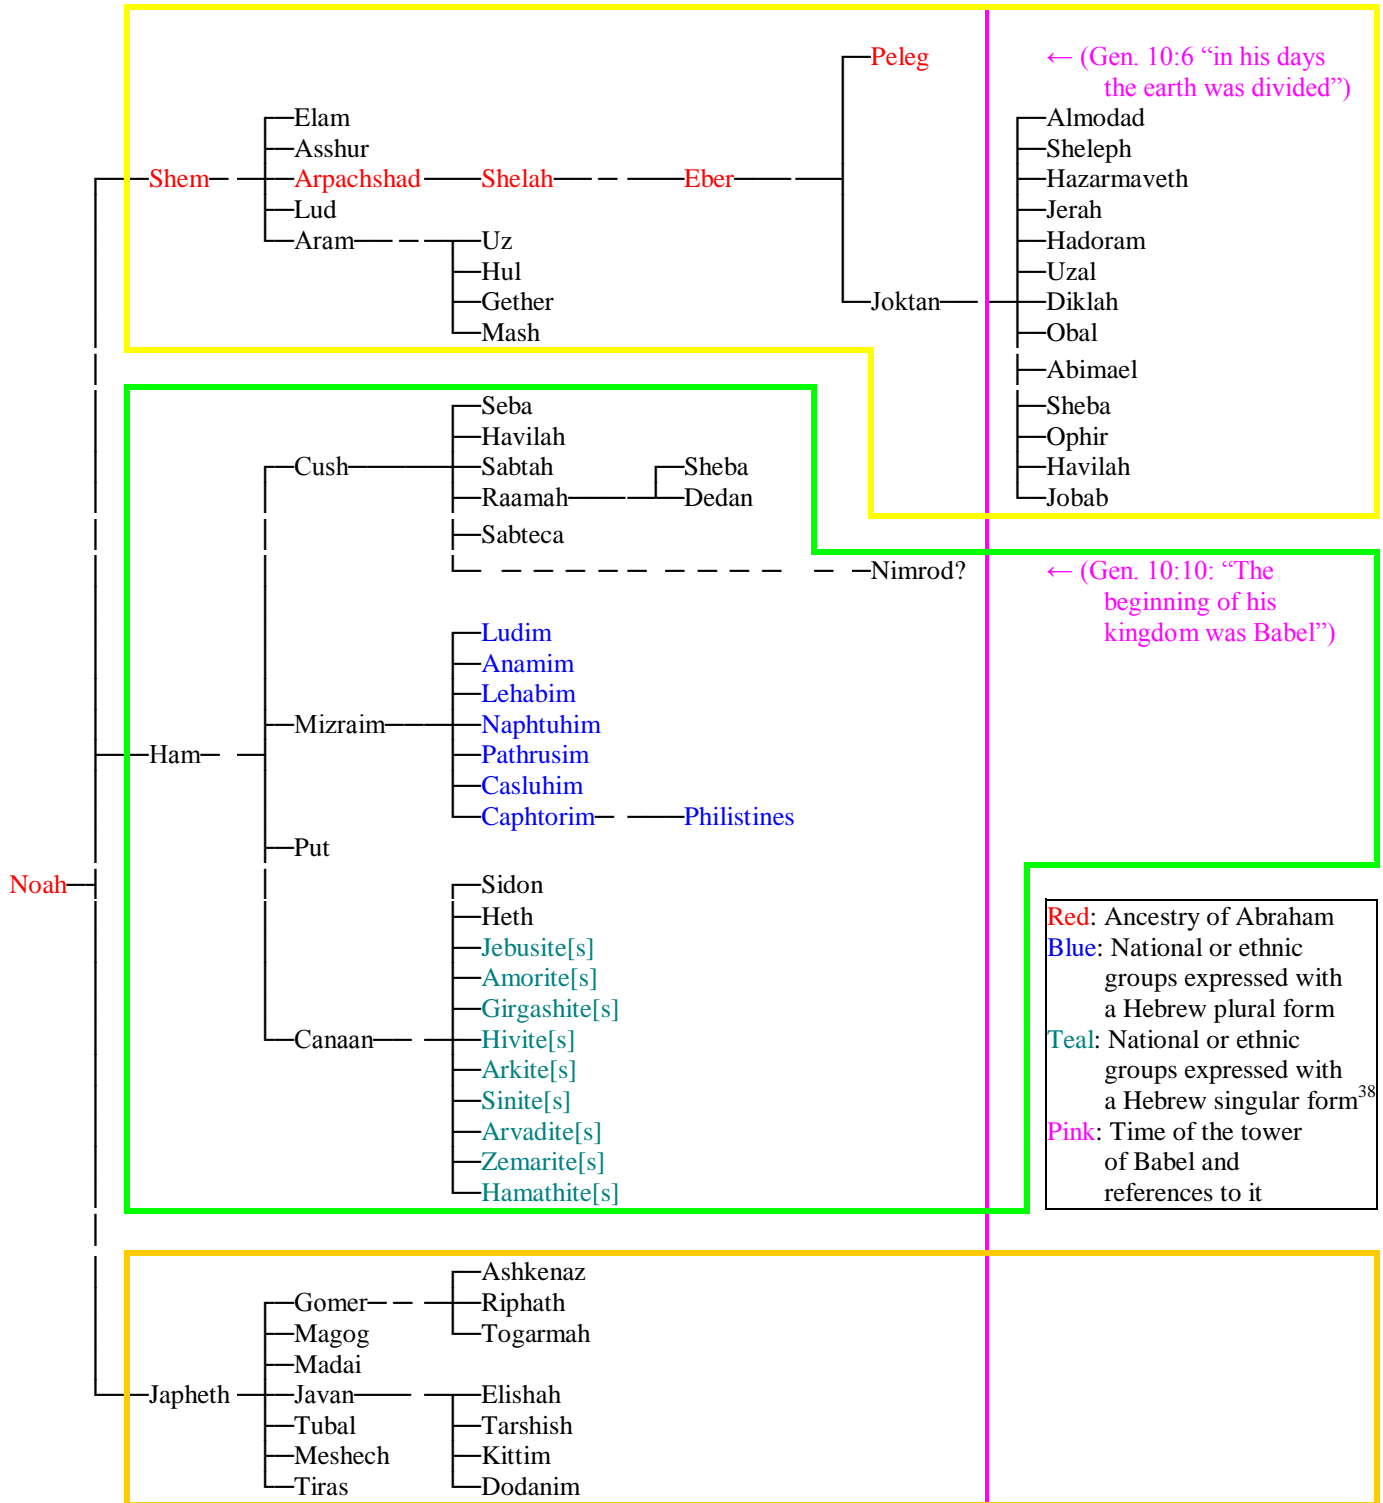 Peleg ← (Gen. 10:6 “in his days
the earth was divided”)
Elam Almodad
Asshur Sheleph
Shem Arpachshad Shelah Eber Hazarmaveth
Lud Jerah
Aram Uz Hadoram
Hul Uzal
Gether Joktan Diklah
Mash Obal
Abimael
Seba Sheba
Havilah Ophir
Cush Sabtah Sheba Havilah
Raamah Dedan Jobab
Sabteca
Nimrod? ← (Gen. 10:10: “The
beginning of his
Ludim kingdom was Babel”)
Anamim
Lehabim
Mizraim Naphtuhim
Ham Pathrusim
Casluhim
Caphtorim Philistines
Put
Noah Sidon
Heth Red: Ancestry of Abraham
Jebusite[s] Blue: National or ethnic
Amorite[s] groups expressed with
Girgashite[s] a Hebrew plural form
Canaan Hivite[s] Teal: National or ethnic
Arkite[s] groups expressed with
Sinite[s] a Hebrew singular form38
Arvadite[s] Pink: Time of the tower
Zemarite[s] of Babel and
Hamathite[s] references to it
Ashkenaz
Gomer Riphath
Magog Togarmah
Madai
Japheth Javan Elishah
Tubal Tarshish
Meshech Kittim
Tiras Dodanim